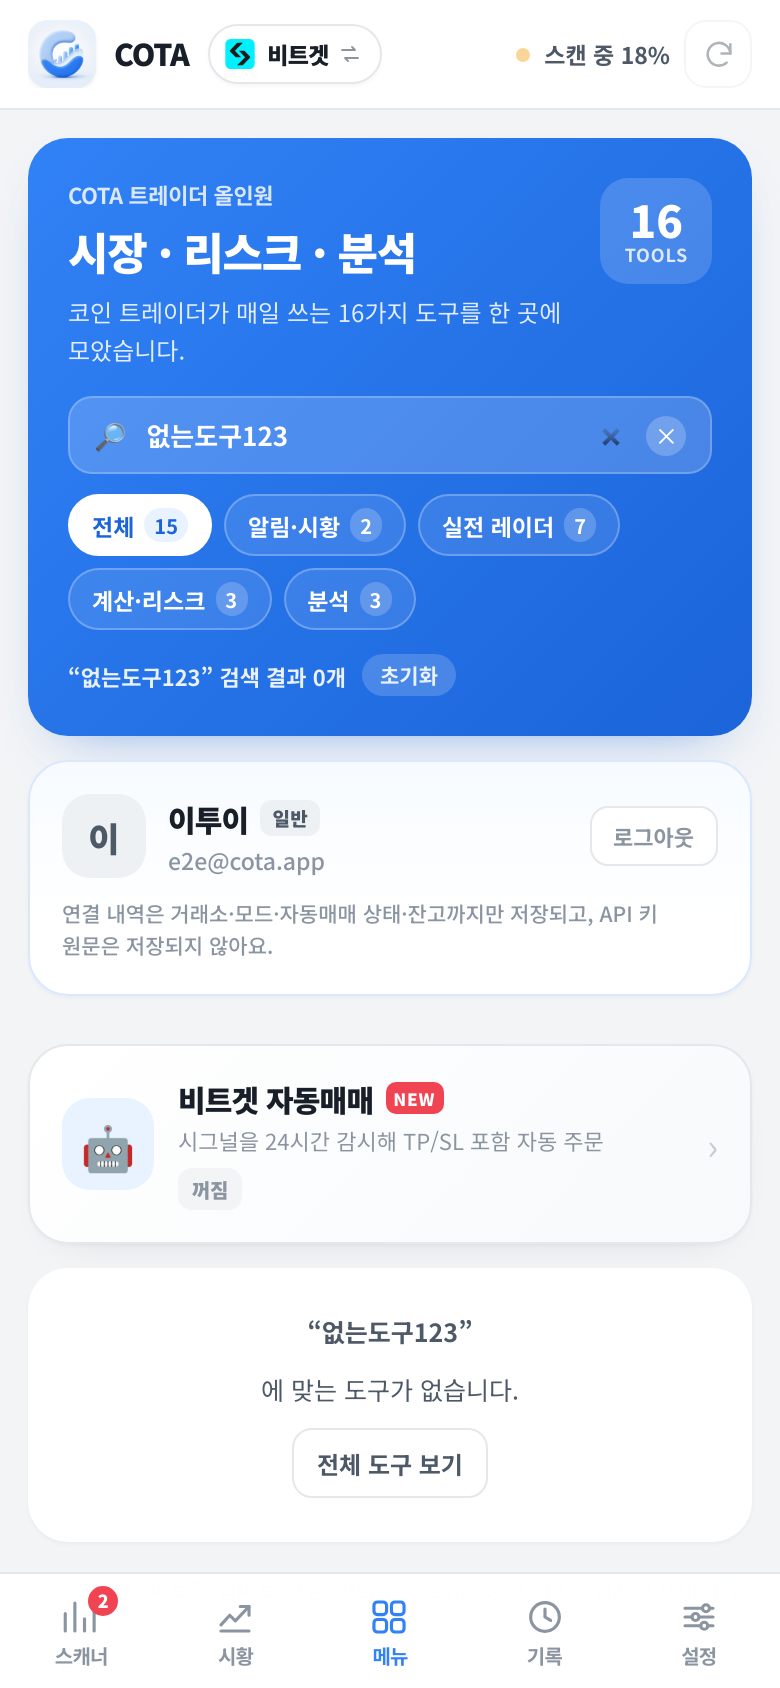 COTA
비트겟
스캔 중 18%
COTA 트레이더 올인원
시장 · 리스크 · 분석
16
TOOLS
코인 트레이더가 매일 쓰는 16가지 도구를 한 곳에
모았습니다.
없는도구123
전체 15
알림·시황 2
실전 레이더 7
계산·리스크 3
분석 3
“없는도구123” 검색 결과 0개
초기화
이
이투이
일반
e2e@cota.app
로그아웃
연결 내역은 거래소·모드·자동매매 상태·잔고까지만 저장되고, API 키
원문은 저장되지 않아요.
비트겟 자동매매
NEW
시그널을 24시간 감시해 TP/SL 포함 자동 주문
꺼짐
“없는도구123”
에 맞는 도구가 없습니다.
전체 도구 보기
2
스캐너
시황
메뉴
기록
설정